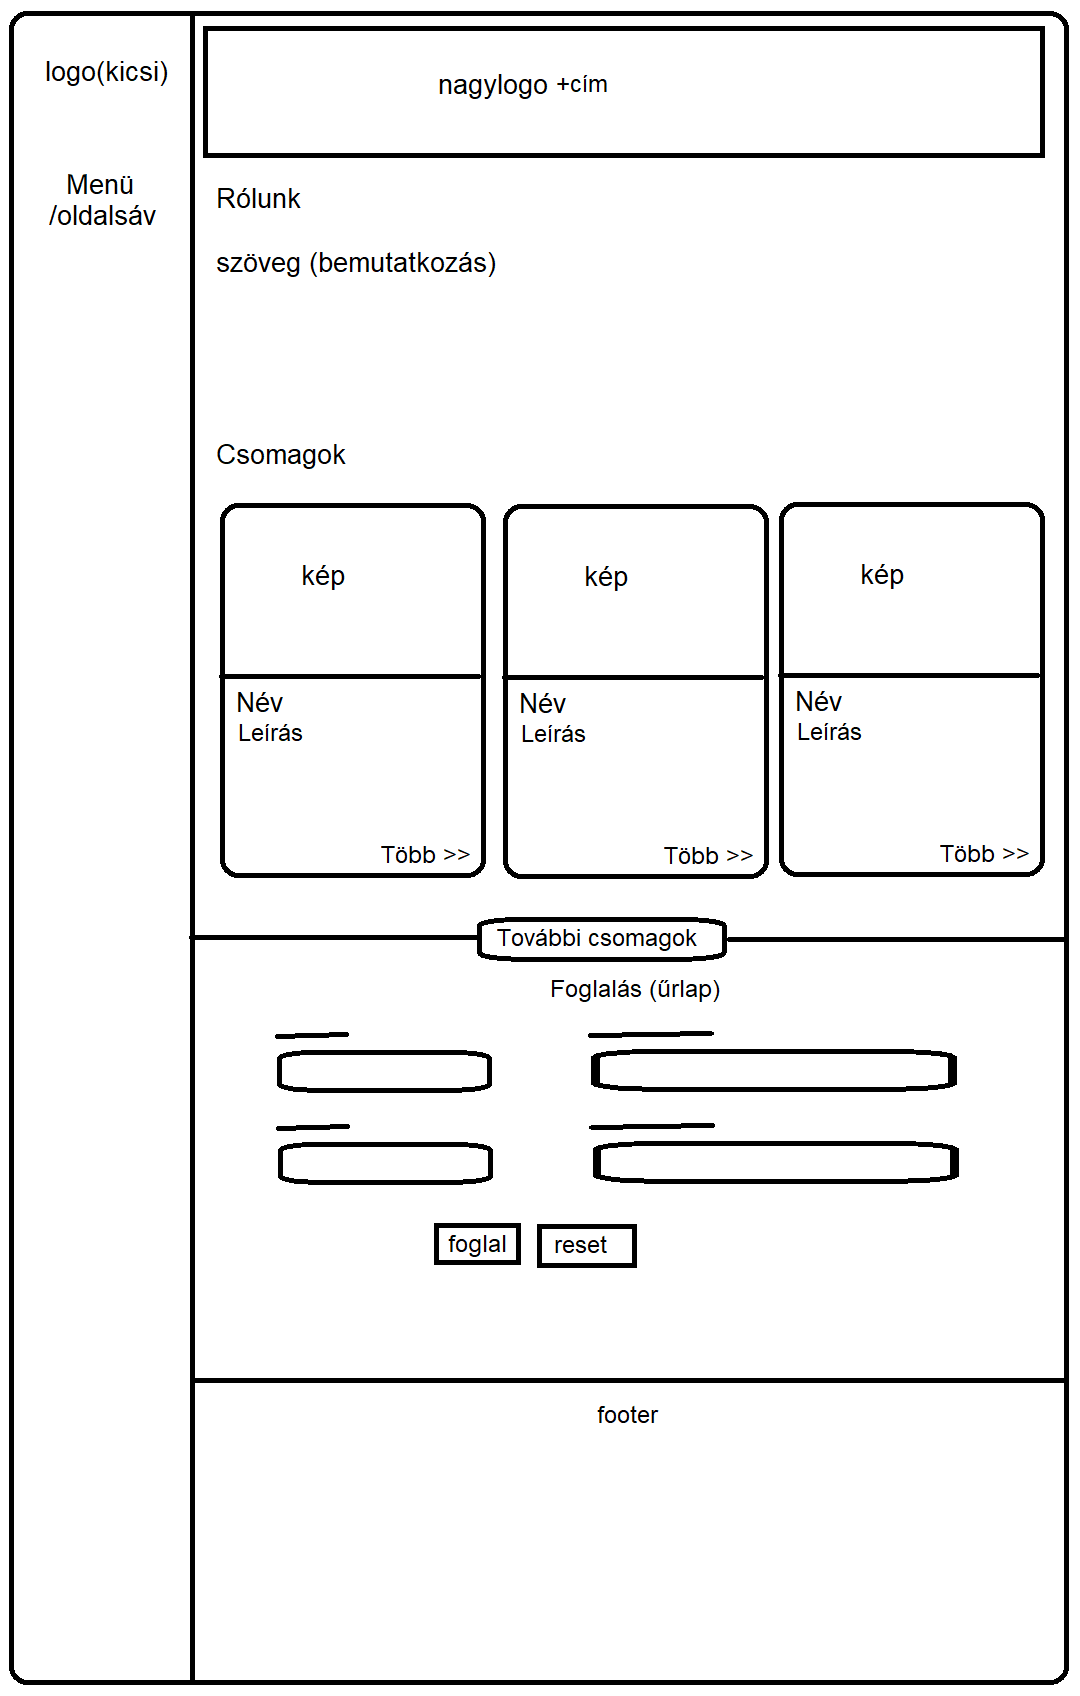 logo(kicsi)
Menü
/oldalsáv
nagylogo +cím
Rólunk
szöveg (bemutatkozás)
Csomagok
kép
Név
Leírás
Több >>
kép
Név
Leírás
Több >>
kép
Név
Leírás
Több >>
További csomagok
Foglalás (űrlap)
foglal
reset
footer